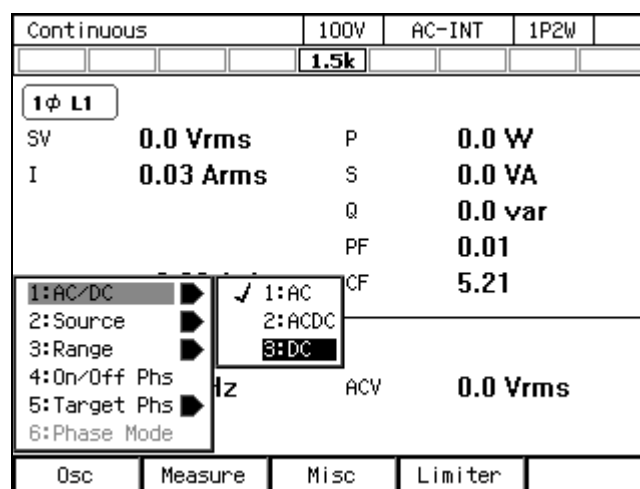 Continuous 100V AC-INT 1P2W
1.5k
1ϕ L1
SV 0.0 Vrms P 0.0 W
I 0.03 Arms S 0.0 VA
Q 0.0 var
PF 0.01
CF 5.21
1:AC/DC 1:AC
2:Source 2:ACDC
3:Range 3:DC
4:On/Off Phs Hz ACV 0.0 Vrms
5:Target Phs
6:Phase Mode
Osc Measure Misc Limiter